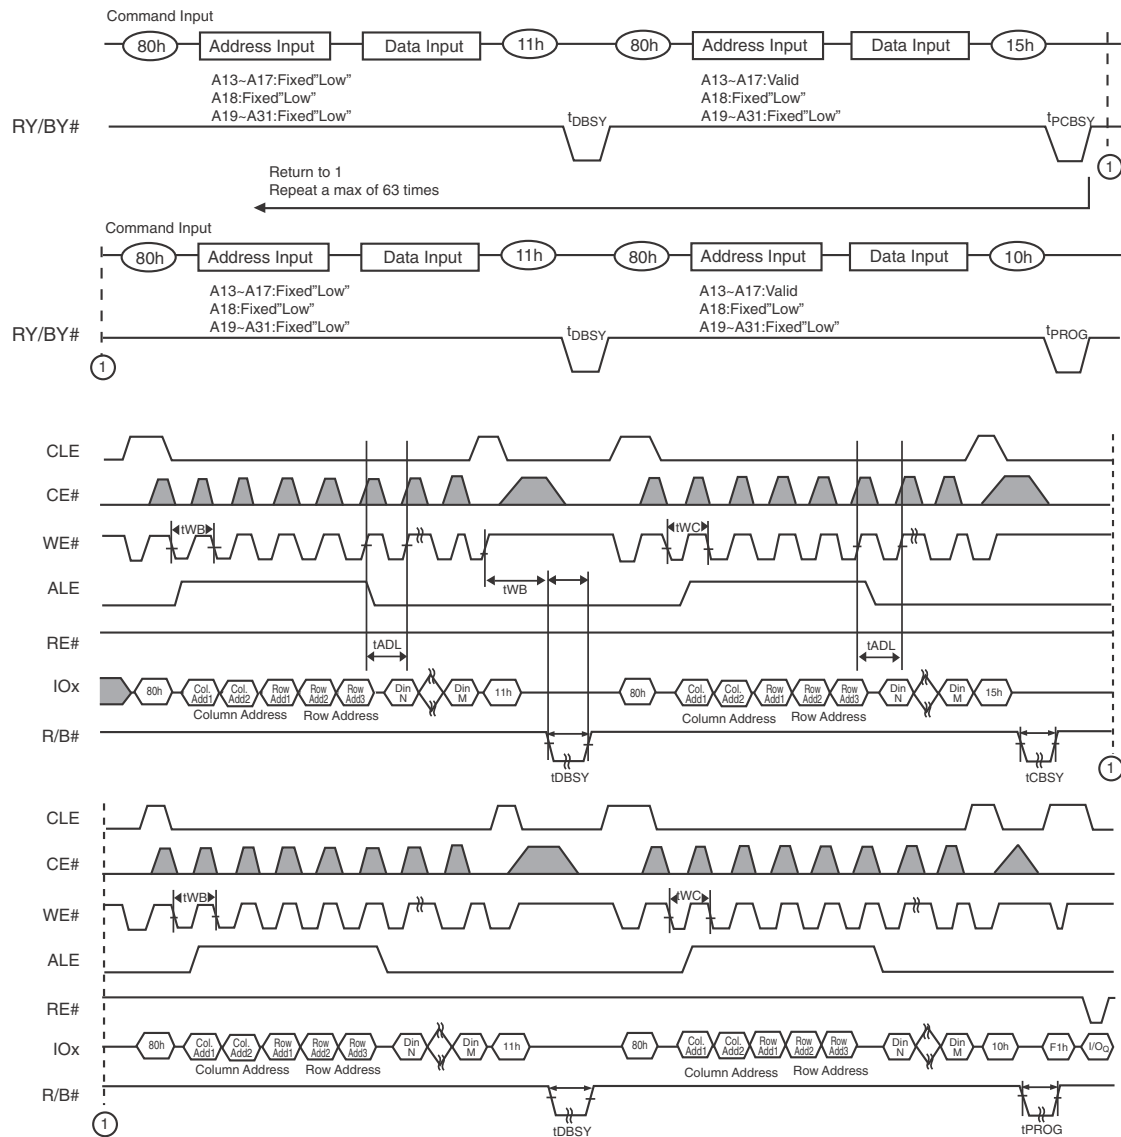 Command Input
80h Address Input Data Input 11h 80h Address Input Data Input 15h
A13~A17:Fixed"Low" A13~A17:Valid
A18:Fixed"Low" A18:Fixed"Low"
A19~A31:Fixed"Low" A19~A31:Fixed"Low"
RY/BY# tDBSY tPCBSY
1
Return to 1
Repeat a max of 63 times
Command Input
80h Address Input Data Input 11h 80h Address Input Data Input 10h
A13~A17:Fixed"Low" A13~A17:Valid
A18:Fixed"Low" A18:Fixed"Low"
A19~A31:Fixed"Low" A19~A31:Fixed"Low"
RY/BY# tDBSY tPROG
1
CLE
CE#
WE# tWB tWC
ALE tWB
RE# tADL tADL
IOx 80h Col. Add1 Col. Add2 Row Add1 Row Add2 Row Add3 Din N Din M 11h 80h Col. Add1 Col. Add2 Row Add1 Row Add2 Row Add3 Din N Din M 15h
Column Address Row Address Column Address Row Address
R/B# tDBSY tCBSY
1
CLE
CE#
WE# tWB tWC
ALE
RE#
IOx 80h Col. Add1 Col. Add2 Row Add1 Row Add2 Row Add3 Din N Din M 11h 80h Col. Add1 Col. Add2 Row Add1 Row Add2 Row Add3 Din N Din M 10h F1h I/OQ
Column Address Row Address Column Address Row Address
R/B#
1
tDBSY tPROG